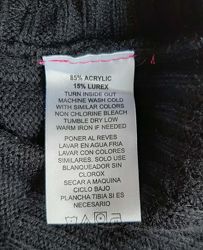 85% ACRYLIC
15% LUREX
TURN INSIDE OUT
MACHINE WASH COLD
WITH SIMILAR COLORS
NON CHLORINE BLEACH
TUMBLE DRY LOW
WARM IRON IF NEEDED
PONER AL REVES
LAVAR EN AGUA FRIA
LAVAR CON COLORES
SIMILARES, SOLO USE
BLANQUEADOR SIN
CLOROX
SECAR A MAQUINA
CICLO BAJO
PLANCHA TIBIA SI ES
NECESARIO